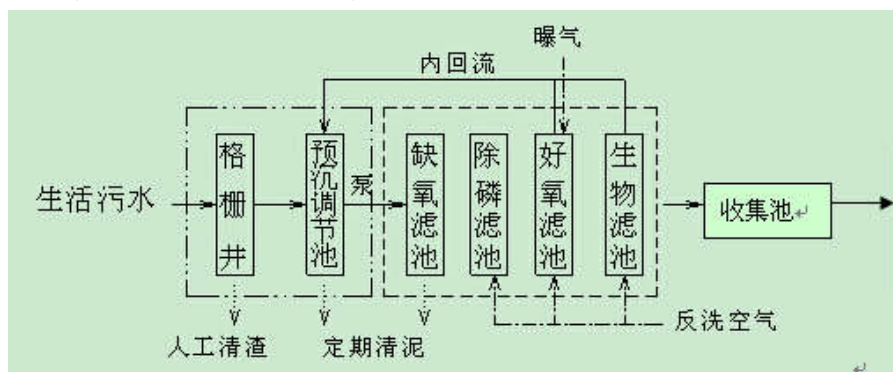 曝气
内回流
生活污水
格栅井
预沉调节池
泵
缺氧滤池
除磷滤池
好氧滤池
生物滤池
收集池
反洗空气
人工清渣
定期清泥